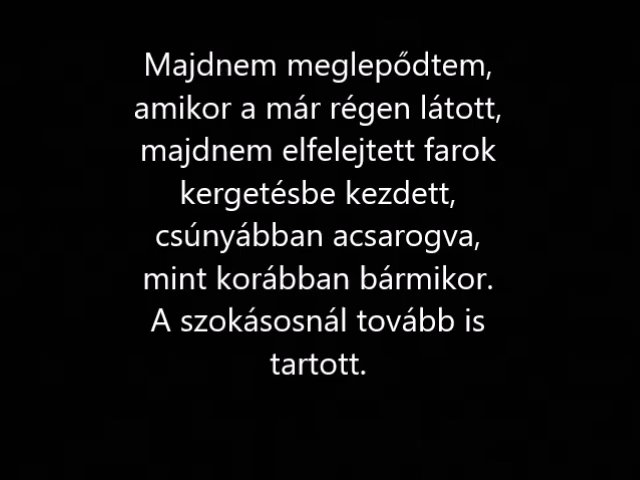 Majdnem meglepődtem,
amikor a már régen látott,
majdnem elfelejtett farok
kergetésbe kezdett,
csúnyábban acsarogva,
mint korábban bármikor.
A szokásosnál tovább is
tartott.